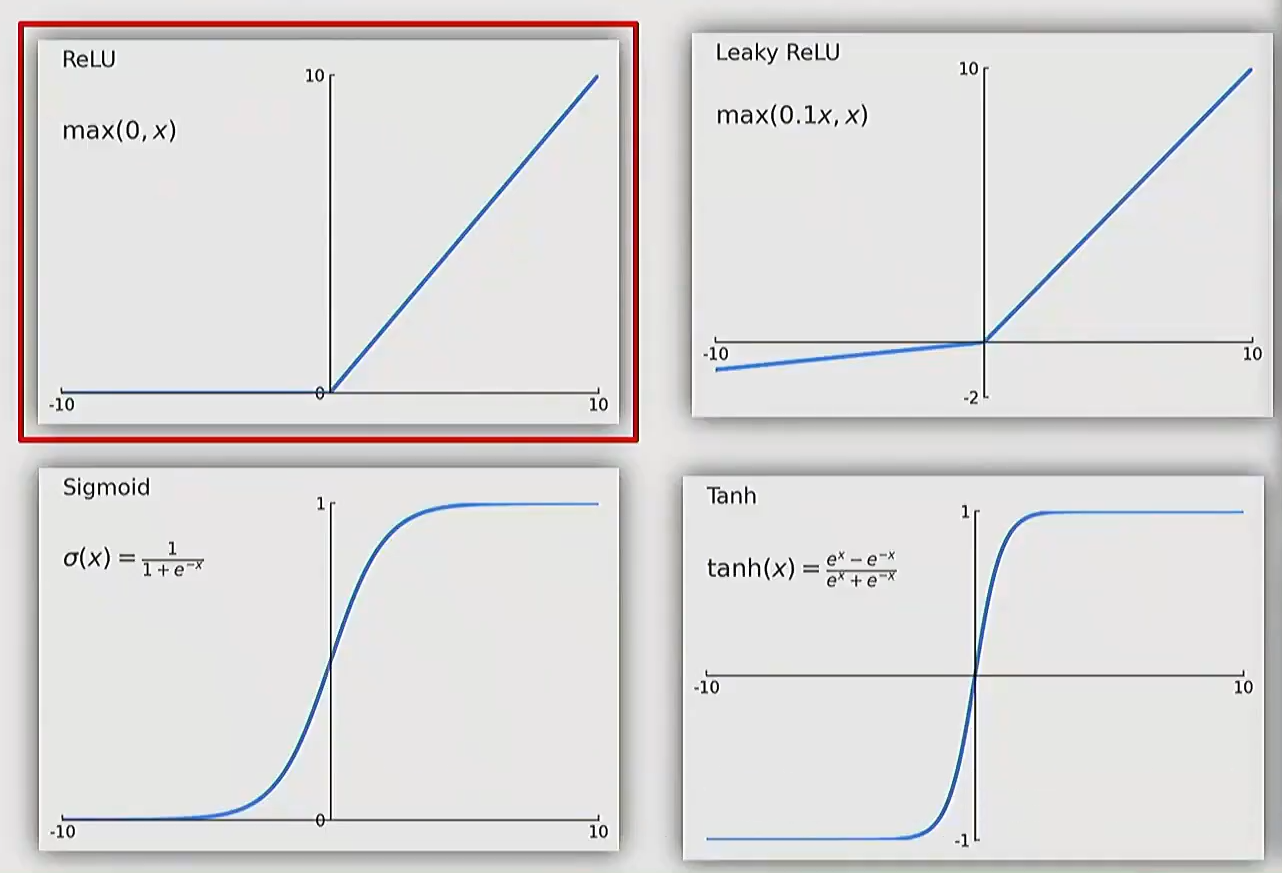 ReLU
max(0, x)
10
0
-10
10
Leaky ReLU
max(0.1x, x)
10
-10
10
-2
Sigmoid
σ(x) = 1 / (1 + e^{-x})
1
0
-10
10
Tanh
tanh(x) = (e^{x} - e^{-x}) / (e^{x} + e^{-x})
1
-10
10
-1